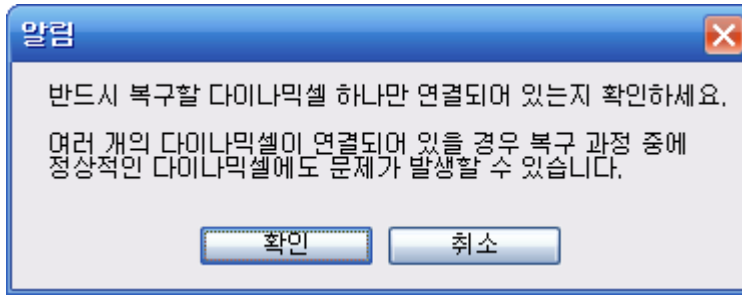 알림
반드시 복구할 다이나믹셀 하나만 연결되어 있는지 확인하세요.
여러 개의 다이나믹셀이 연결되어 있을 경우 복구 과정 중에
정상적인 다이나믹셀에도 문제가 발생할 수 있습니다.
확인
취소